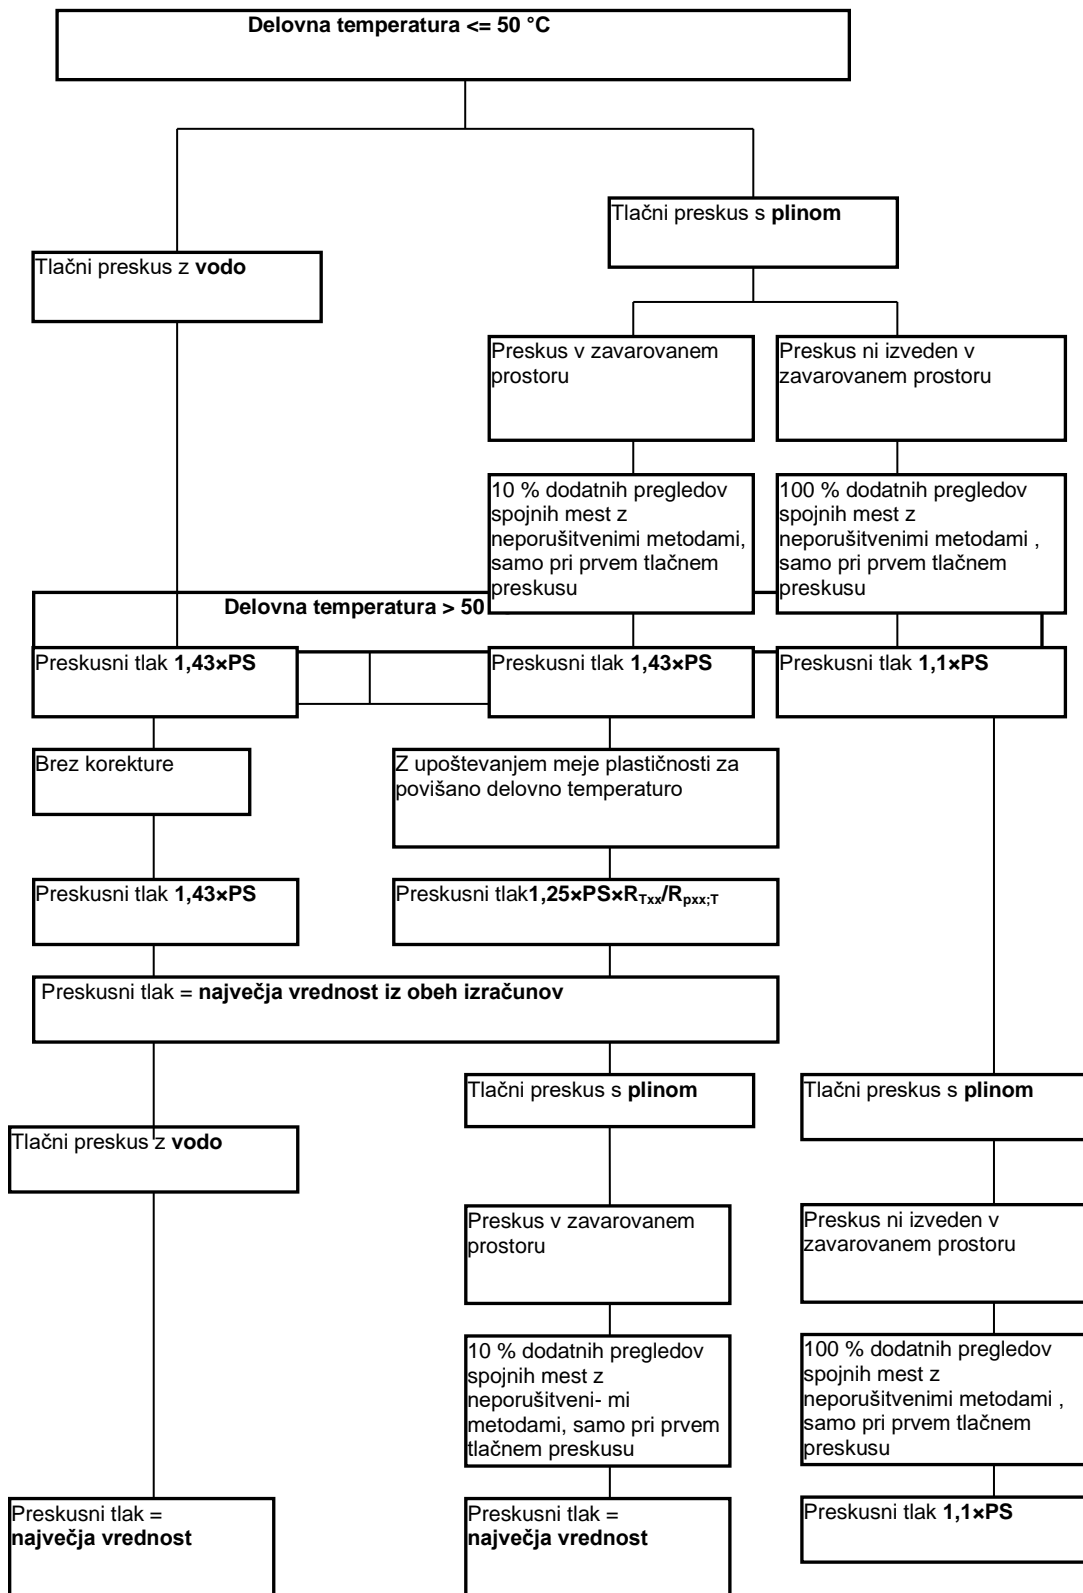 Delovna temperatura <= 50 °C
Tlačni preskus s plinom
Tlačni preskus z vodo
Preskus v zavarovanem
prostoru
Preskus ni izveden v
zavarovanem prostoru
10 % dodatnih pregledov
spojnih mest z
neporušitvenimi metodami,
samo pri prvem tlačnem
preskusu
100 % dodatnih pregledov
spojnih mest z
neporušitvenimi metodami ,
samo pri prvem tlačnem
preskusu
Delovna temperatura > 50
Preskusni tlak 1,43×PS
Preskusni tlak 1,43×PS
Preskusni tlak 1,1×PS
Brez korekture
Z upoštevanjem meje plastičnosti za
povišano delovno temperaturo
Preskusni tlak 1,43×PS
Preskusni tlak1,25×PS×RTxx/Rpxx;T
Preskusni tlak = največja vrednost iz obeh izračunov
Tlačni preskus s plinom
Tlačni preskus s plinom
Tlačni preskus z vodo
Preskus v zavarovanem
prostoru
Preskus ni izveden v
zavarovanem prostoru
10 % dodatnih pregledov
spojnih mest z
neporušitveni- mi
metodami, samo pri prvem
tlačnem preskusu
100 % dodatnih pregledov
spojnih mest z
neporušitvenimi metodami ,
samo pri prvem tlačnem
preskusu
Preskusni tlak =
največja vrednost
Preskusni tlak =
največja vrednost
Preskusni tlak 1,1×PS